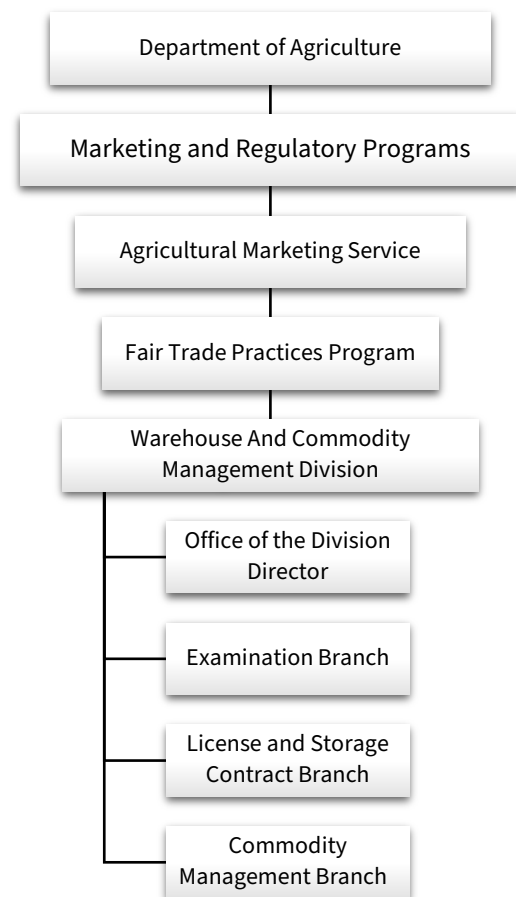 Department of Agriculture
Marketing and Regulatory Programs
Agricultural Marketing Service
Fair Trade Practices Program
Warehouse And Commodity
Management Division
Office of the Division
Director
Examination Branch
License and Storage
Contract Branch
Commodity
Management Branch